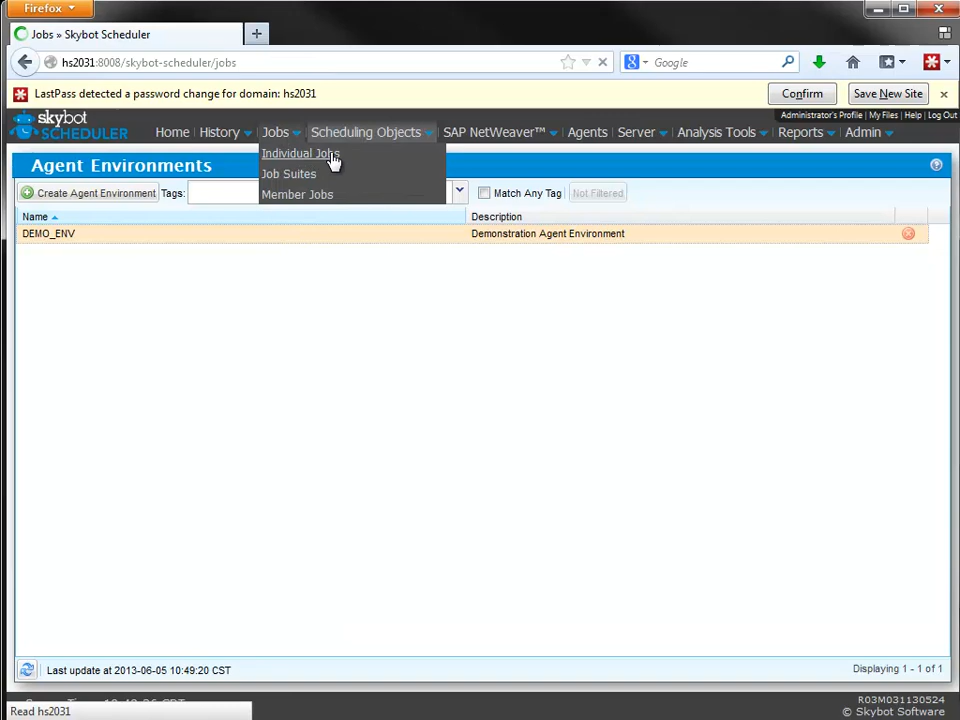 Firefox
Jobs » Skybot Scheduler
hs2031:8008/skybot-scheduler/jobs
Google
LastPass detected a password change for domain: hs2031
Confirm
Save New Site
Administrator's Profile | My Files | Help | Log Out
skybot
SCHEDULER
Home History Jobs Scheduling Objects SAP NetWeaver™ Agents Server Analysis Tools Reports Admin
Individual Jobs
Job Suites
Member Jobs
Agent Environments
Create Agent Environment Tags: Match Any Tag Not Filtered
Name Description
DEMO_ENV Demonstration Agent Environment
Last update at 2013-06-05 10:49:20 CST
Displaying 1 - 1 of 1
R03M031130524
© Skybot Software
Read hs2031